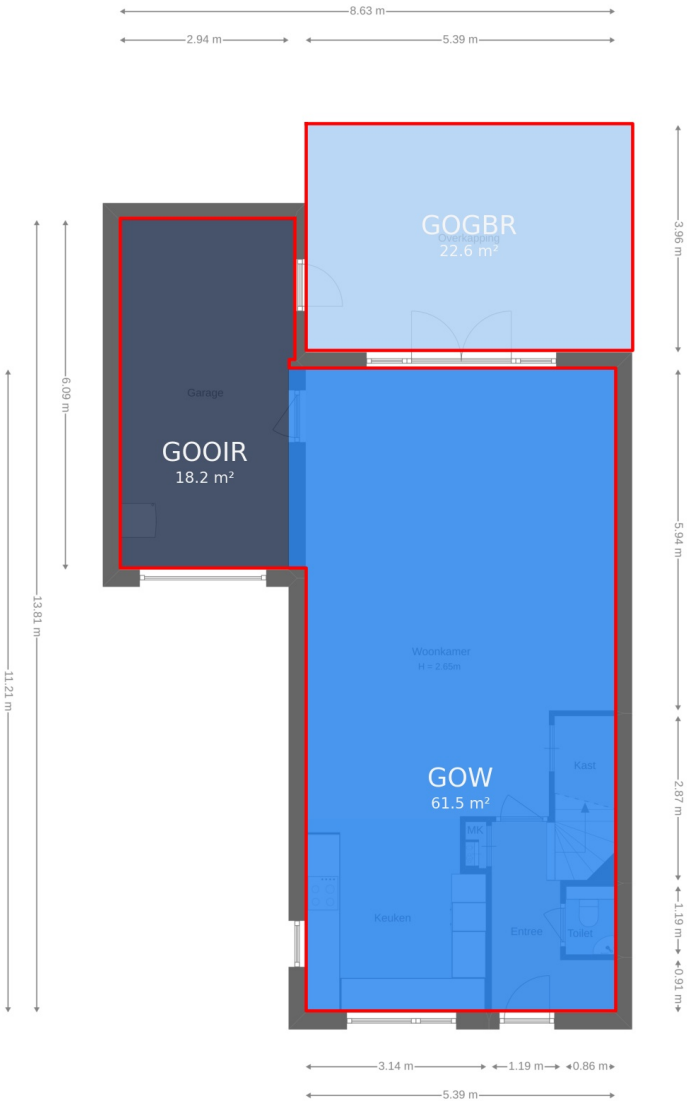 8.63 m
2.94 m
5.39 m
GOGBR
Overkapping
22.6 m²
3.96 m
6.09 m
Garage
GOOIR
18.2 m²
5.94 m
13.81 m
11.21 m
Woonkamer
H = 2.65m
Kast
GOW
61.5 m²
2.87 m
MK
Keuken
Entree
Toilet
1.19 m
0.91 m
3.14 m
1.19 m
0.86 m
5.39 m